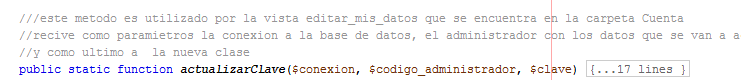 ///este metodo es utilizado por la vista editar_mis_datos que se encuentra en la carpeta Cuenta
//recive como paramietros la conexion a la base de datos, el administrador con los datos que se van a a
//y como ultimo a la nueva clase
public static function actualizarClave($conexion, $codigo_administrador, $clave) {...17 lines }